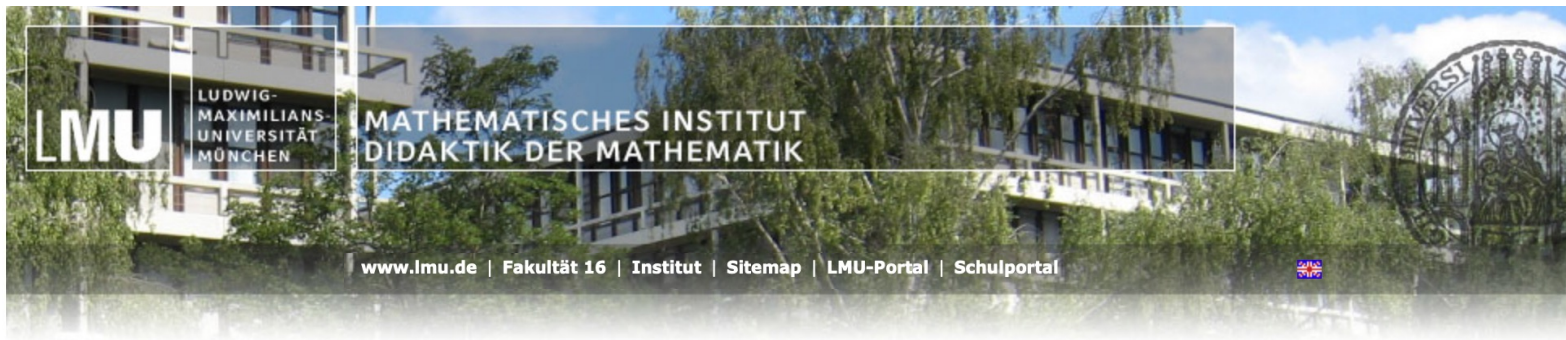 LMU
LUDWIG-
MAXIMILIANS-
UNIVERSITÄT
MÜNCHEN
MATHEMATISCHES INSTITUT
DIDAKTIK DER MATHEMATIK
www.lmu.de | Fakultät 16 | Institut | Sitemap | LMU-Portal | Schulportal